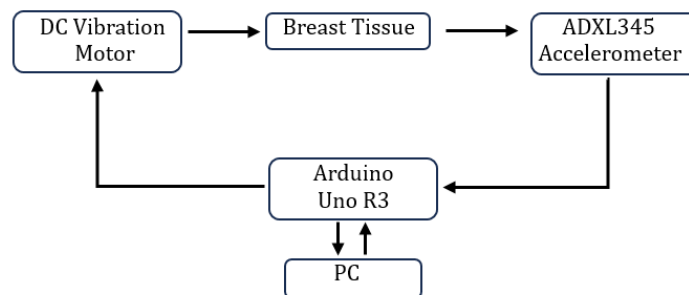 DC Vibration
Motor
Breast Tissue
ADXL345
Accelerometer
Arduino
Uno R3
PC